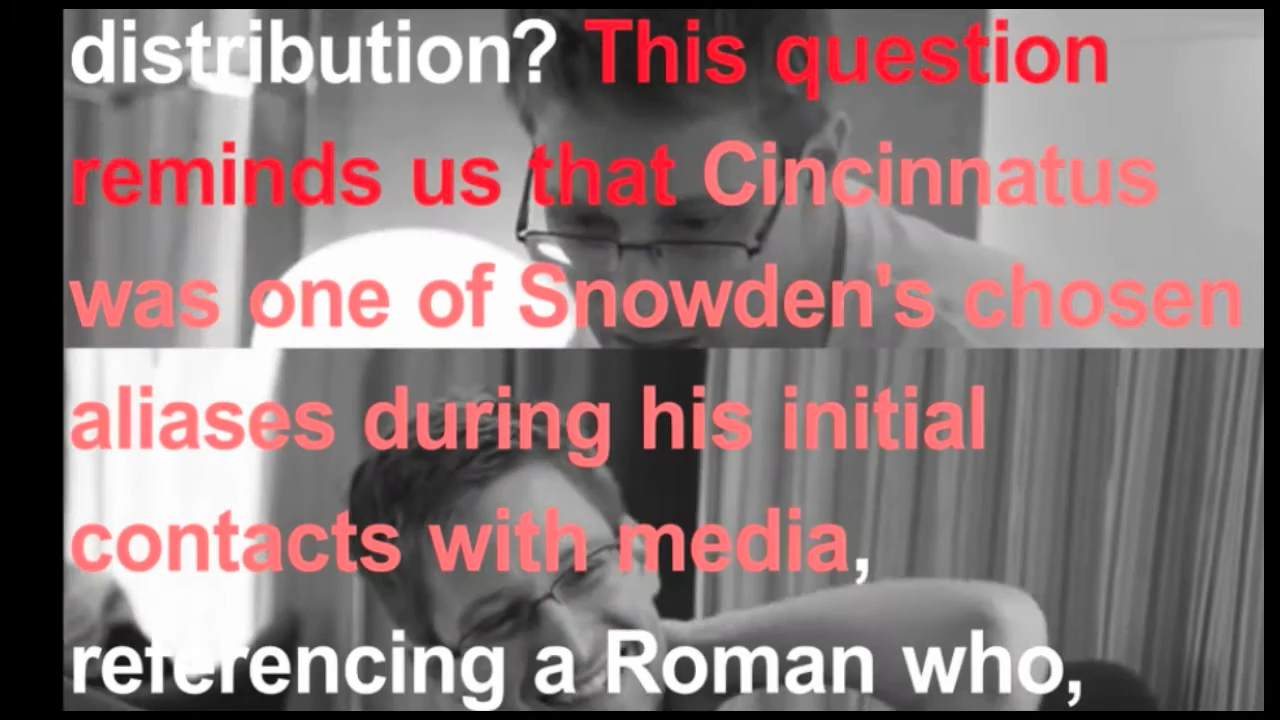 distribution? This question
reminds us that Cincinnatus
was one of Snowden's chosen
aliases during his initial
contacts with media,
referencing a Roman who,